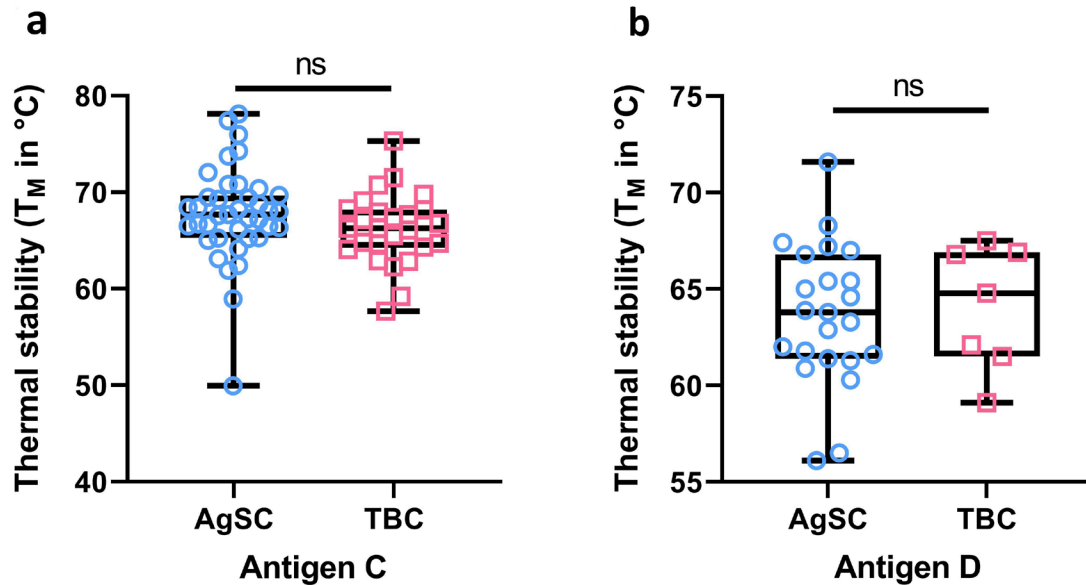 a
ns
Thermal stability (TM in °C)
80
70
60
50
40
AgSC
TBC
Antigen C
b
ns
Thermal stability (TM in °C)
75
70
65
60
55
AgSC
TBC
Antigen D